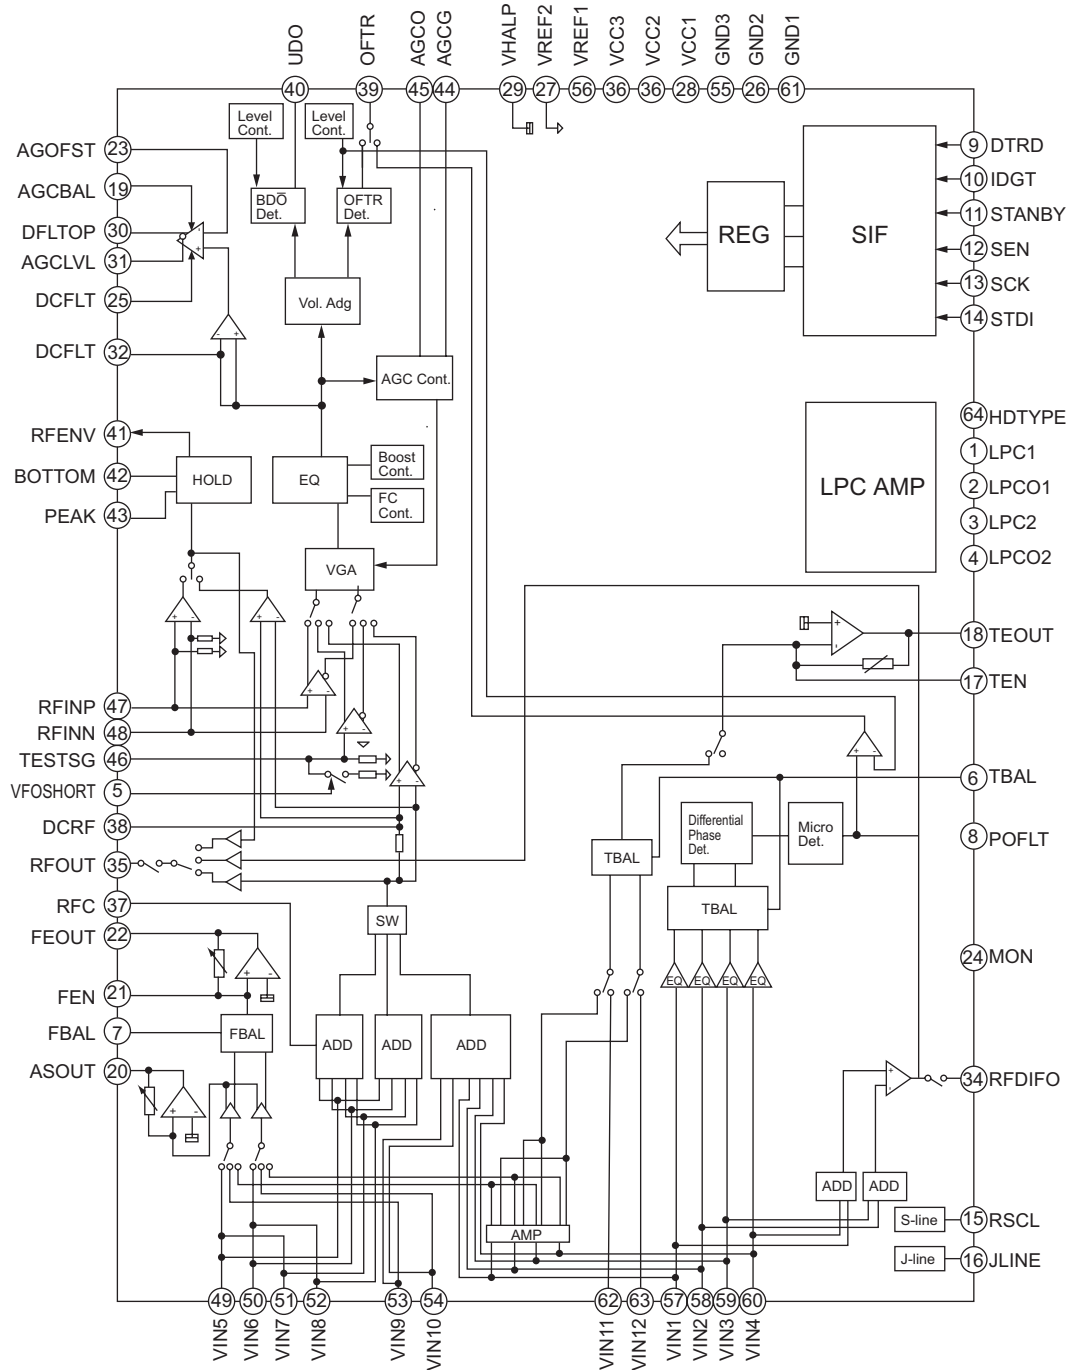 UDO
OFTR
AGCO
AGCG
VHALP
VREF2
VREF1
VCC3
VCC2
VCC1
GND3
GND2
GND1
40
39
45
44
29
27
56
36
36
28
55
26
61
Level
Cont.
Level
Cont.
AGOFST
23
AGCBAL
19
DFLTOP
30
AGCLVL
31
DCFLT
25
DCFLT
32
- +
- +
BDO̅
Det.
OFTR
Det.
Vol. Adg
AGC Cont.
REG
SIF
9
DTRD
10
IDGT
11
STANBY
12
SEN
13
SCK
14
STDI
RFENV
41
BOTTOM
42
PEAK
43
HOLD
EQ
Boost
Cont.
FC
Cont.
VGA
LPC AMP
64
HDTYPE
1
LPC1
2
LPCO1
3
LPC2
4
LPCO2
+ -
+ -
+
-
18
TEOUT
17
TEN
RFINP
47
RFINN
48
TESTSG
46
VFOSHORT
5
DCRF
38
RFOUT
35
+ -
+ -
+ -
+ -
6
TBAL
Differential
Phase
Det.
Micro
Det.
8
POFLT
TBAL
TBAL
RFC
37
FEOUT
22
FEN
21
FBAL
7
ASOUT
20
SW
+ -
FBAL
+ -
ADD
ADD
ADD
EQ
EQ
EQ
EQ
24
MON
+
-
34
RFDIFO
ADD
ADD
AMP
S-line
15
RSCL
J-line
16
JLINE
49
50
51
52
53
54
62
63
57
58
59
60
VIN5
VIN6
VIN7
VIN8
VIN9
VIN10
VIN11
VIN12
VIN1
VIN2
VIN3
VIN4